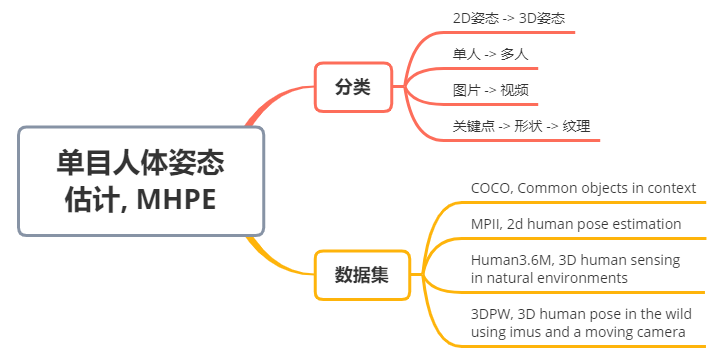 单目人体姿态
估计, MHPE
分类
2D姿态 -> 3D姿态
单人 -> 多人
图片 -> 视频
关键点 -> 形状 -> 纹理
数据集
COCO, Common objects in context
MPII, 2d human pose estimation
Human3.6M, 3D human sensing
in natural environments
3DPW, 3D human pose in the wild
using imus and a moving camera